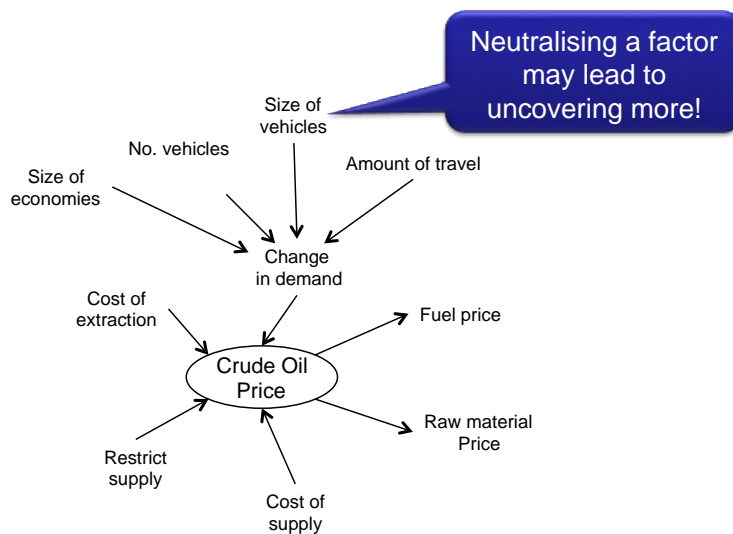 Neutralising a factor
may lead to
uncovering more!
Size of
vehicles
No. vehicles
Amount of travel
Size of
economies
Change
in demand
Cost of
extraction
Fuel price
Crude Oil
Price
Raw material
Price
Restrict
supply
Cost of
supply